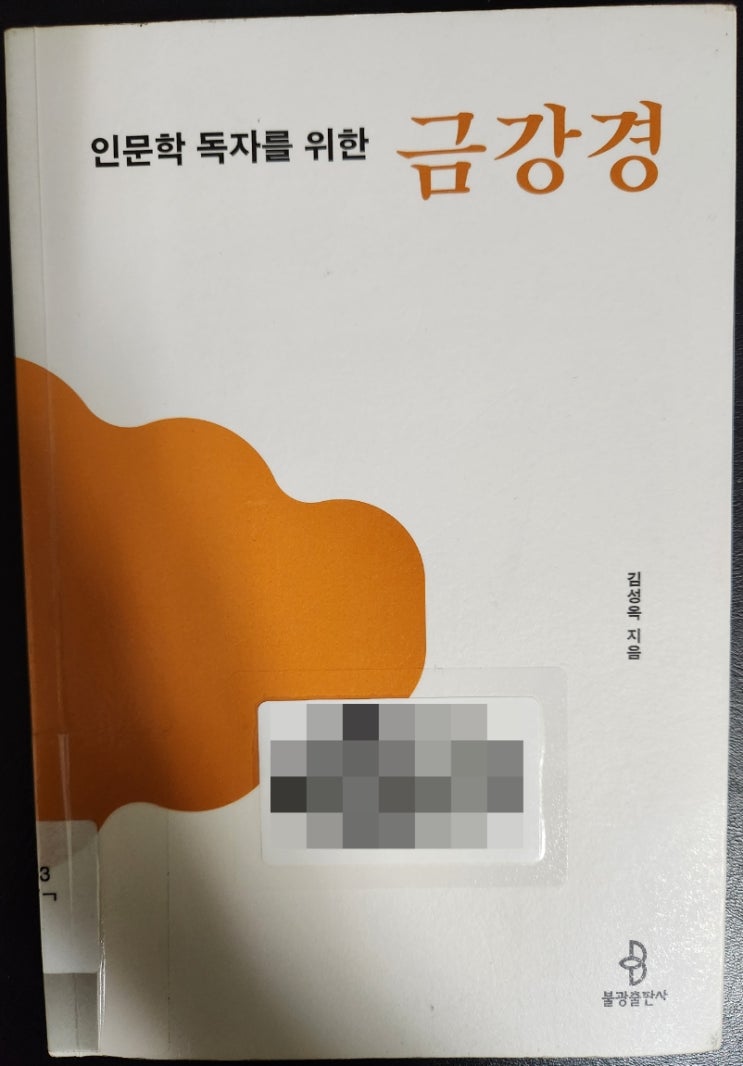 인문학 독자를 위한 금강경
김성옥 지음
3
ㄱ
불광출판사